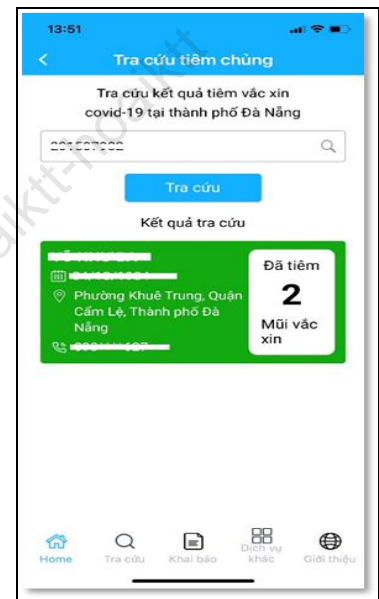 13:51
Tra cứu tiêm chủng
Tra cứu kết quả tiêm vắc xin
covid-19 tại thành phố Đà Nẵng
Tra cứu
Kết quả tra cứu
Đã tiêm
2
Mũi vắc
xin
Phường Khuê Trung, Quận
Cẩm Lệ, Thành phố Đà
Nẵng
Home
Tra cứu
Khai báo
Dịch vụ
khác
Giới thiệu